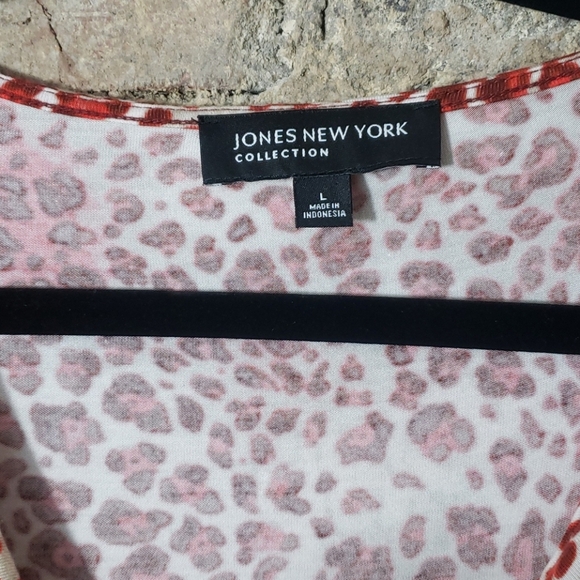 JONES NEW YORK
COLLECTION
L
MADE IN
INDONESIA